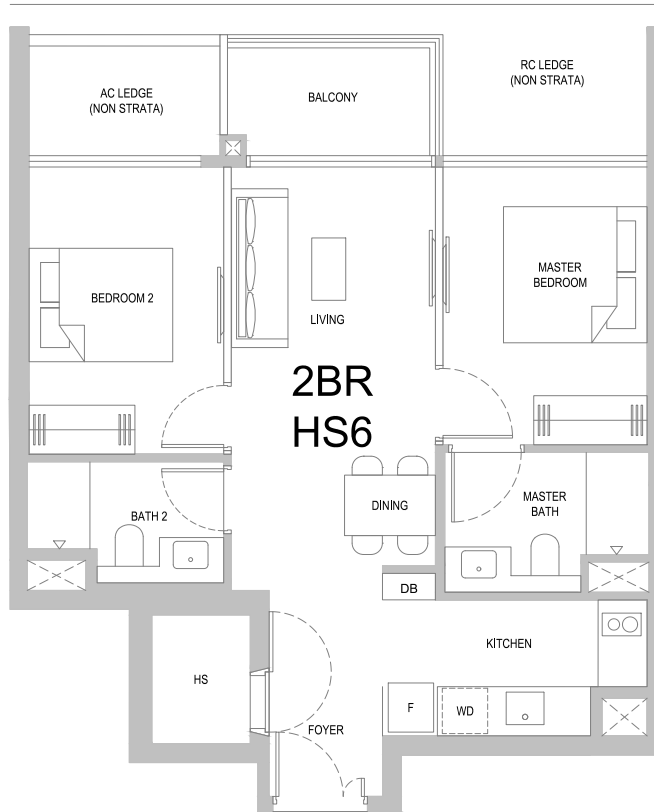 AC LEDGE
(NON STRATA)
BALCONY
RC LEDGE
(NON STRATA)
BEDROOM 2
LIVING
MASTER
BEDROOM
2BR
HS6
BATH 2
DINING
MASTER
BATH
DB
KITCHEN
HS
F
WD
FOYER